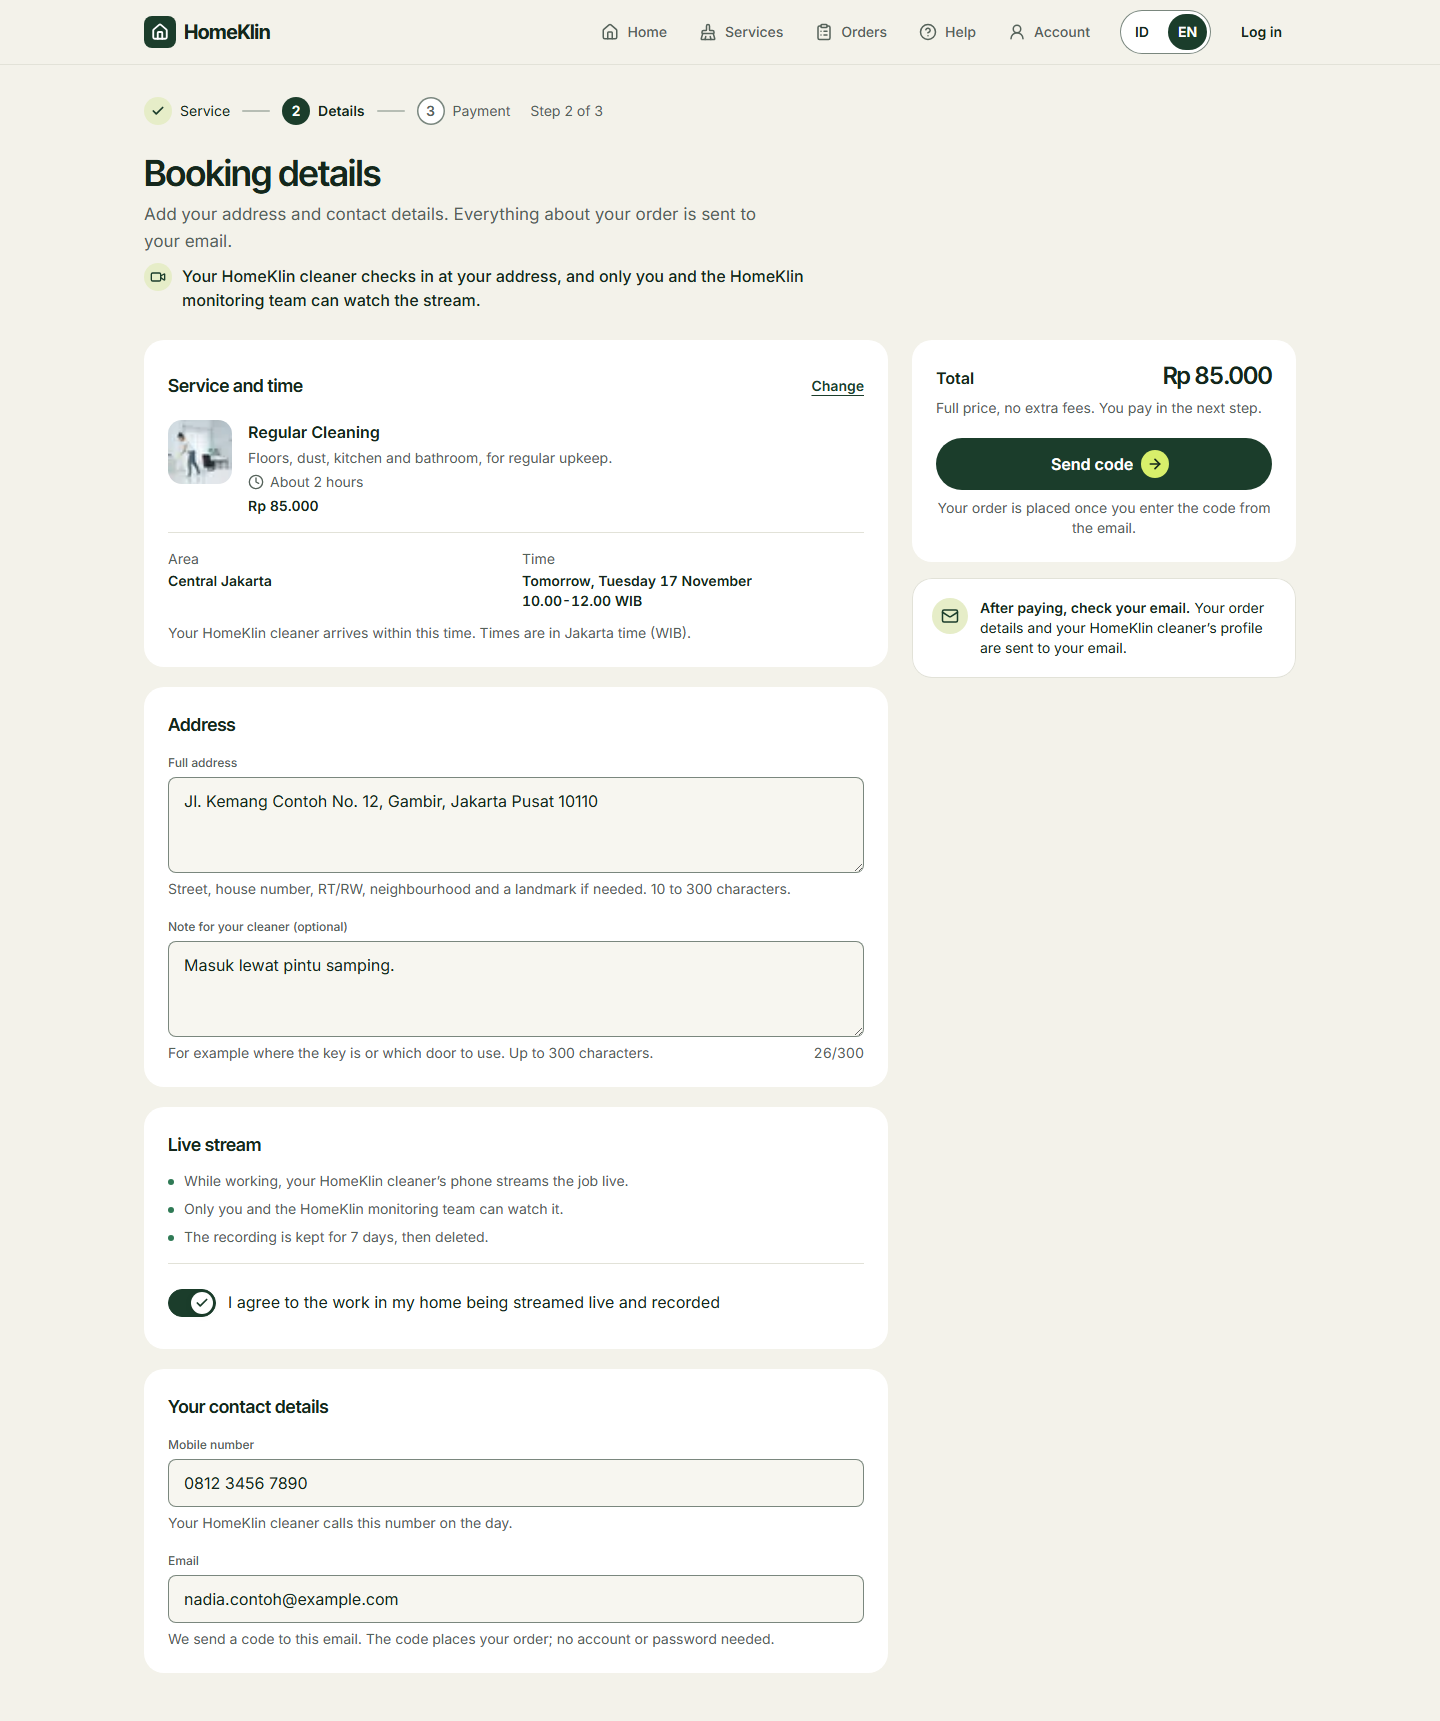 HomeKlin
Home
Services
Orders
Help
Account
ID
EN
Log in
Service
2
Details
3
Payment
Step 2 of 3
Booking details
Add your address and contact details. Everything about your order is sent to
your email.
Your HomeKlin cleaner checks in at your address, and only you and the HomeKlin
monitoring team can watch the stream.
Service and time
Change
Regular Cleaning
Floors, dust, kitchen and bathroom, for regular upkeep.
About 2 hours
Rp 85.000
Area
Central Jakarta
Time
Tomorrow, Tuesday 17 November
10.00-12.00 WIB
Your HomeKlin cleaner arrives within this time. Times are in Jakarta time (WIB).
Total
Rp 85.000
Full price, no extra fees. You pay in the next step.
Send code
Your order is placed once you enter the code from
the email.
After paying, check your email. Your order
details and your HomeKlin cleaner’s profile
are sent to your email.
Address
Full address
Jl. Kemang Contoh No. 12, Gambir, Jakarta Pusat 10110
Street, house number, RT/RW, neighbourhood and a landmark if needed. 10 to 300 characters.
Note for your cleaner (optional)
Masuk lewat pintu samping.
For example where the key is or which door to use. Up to 300 characters.
26/300
Live stream
While working, your HomeKlin cleaner’s phone streams the job live.
Only you and the HomeKlin monitoring team can watch it.
The recording is kept for 7 days, then deleted.
I agree to the work in my home being streamed live and recorded
Your contact details
Mobile number
0812 3456 7890
Your HomeKlin cleaner calls this number on the day.
Email
nadia.contoh@example.com
We send a code to this email. The code places your order; no account or password needed.